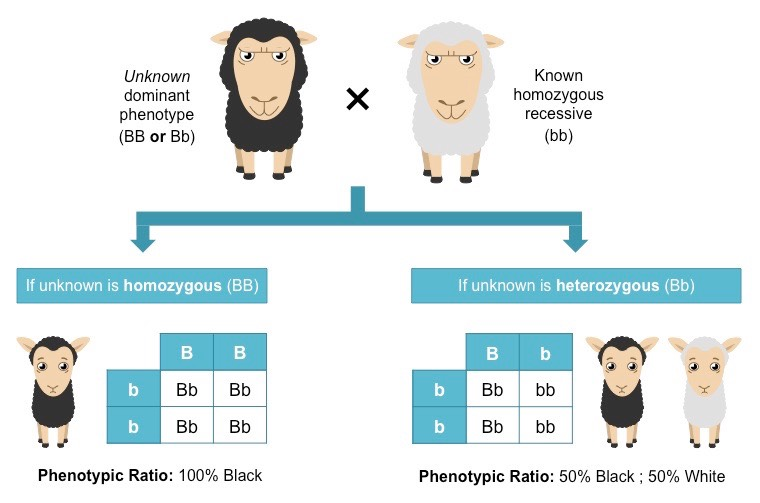 Unknown
dominant
phenotype
(BB or Bb)
×
Known
homozygous
recessive
(bb)
If unknown is homozygous (BB)
B B
b Bb Bb
b Bb Bb
Phenotypic Ratio: 100% Black
If unknown is heterozygous (Bb)
B b
b Bb bb
b Bb bb
Phenotypic Ratio: 50% Black ; 50% White